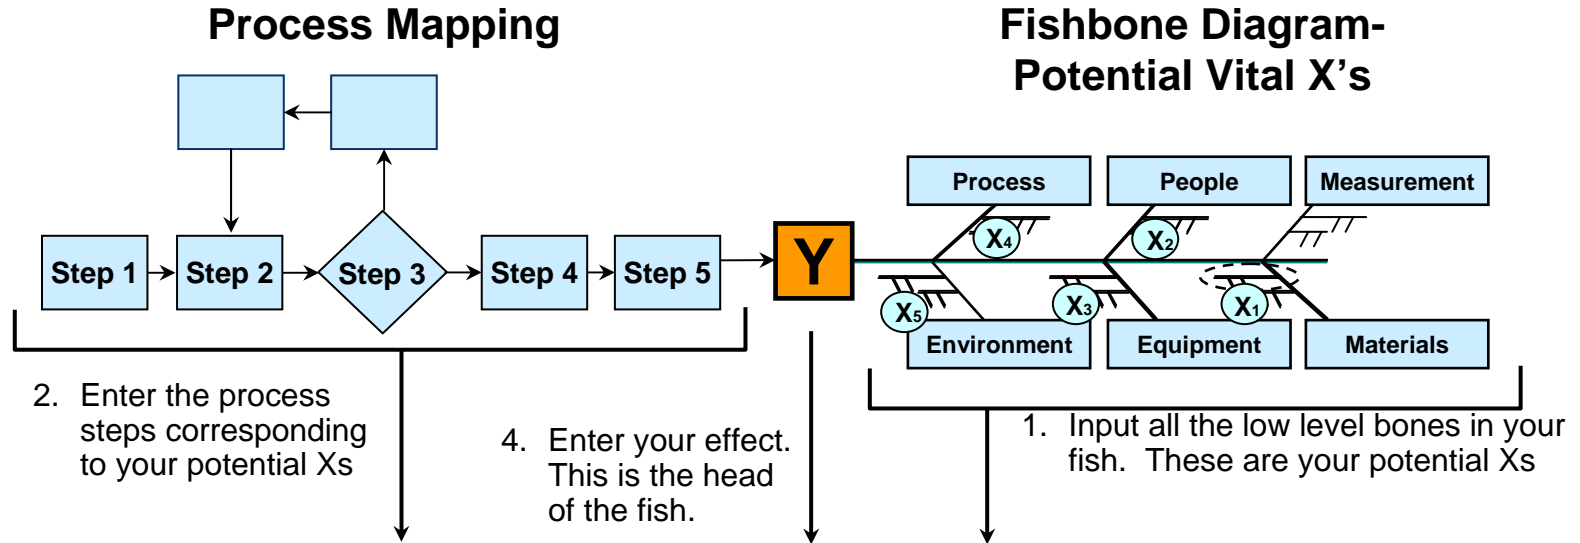 Process Mapping
Fishbone Diagram-
Potential Vital X's
Process
People
Measurement
X4
X2
Step 1
Step 2
Step 3
Step 4
Step 5
Y
X5
X3
X1
Environment
Equipment
Materials
2. Enter the process
steps corresponding
to your potential Xs
4. Enter your effect.
This is the head
of the fish.
1. Input all the low level bones in your
fish. These are your potential Xs